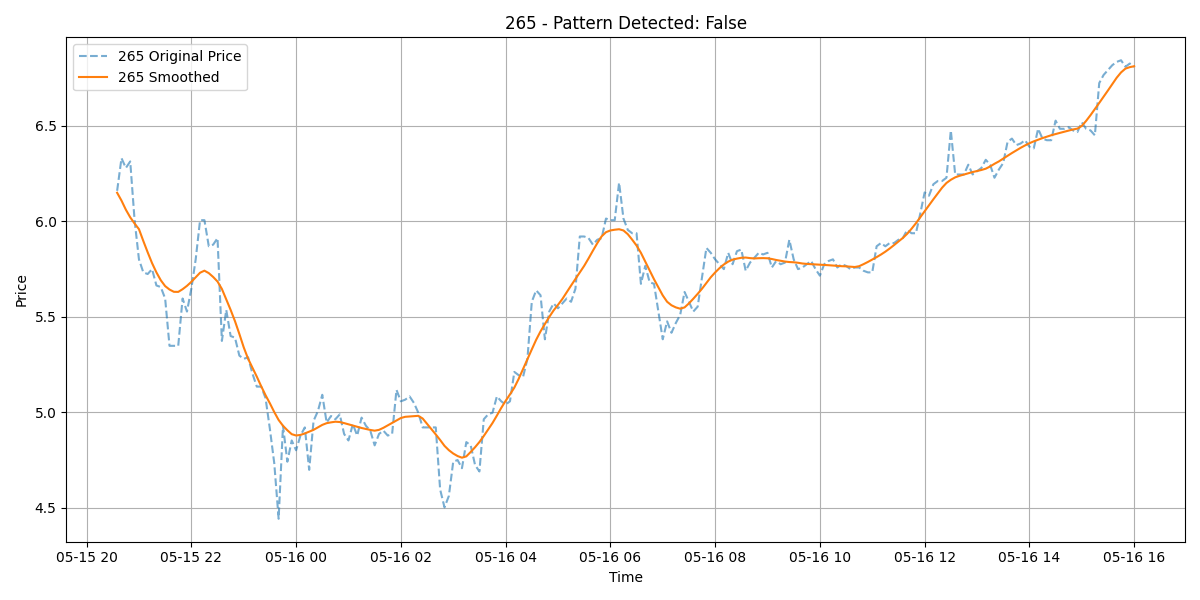 265 - Pattern Detected: False
265 Original Price
265 Smoothed
Price
6.5
6.0
5.5
5.0
4.5
05-15 20 05-15 22 05-16 00 05-16 02 05-16 04 05-16 06 05-16 08 05-16 10 05-16 12 05-16 14 05-16 16
Time